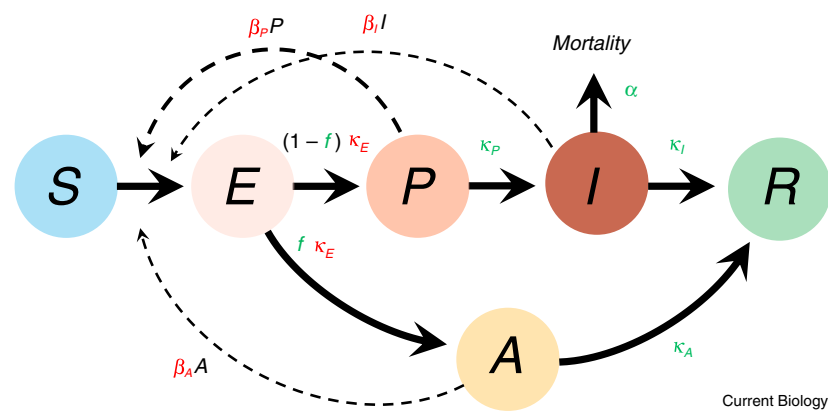 β_P P
β_I I
Mortality
α
(1 – f) κ_E
κ_P
κ_I
S
E
P
I
R
f κ_E
β_A A
A
κ_A
Current Biology